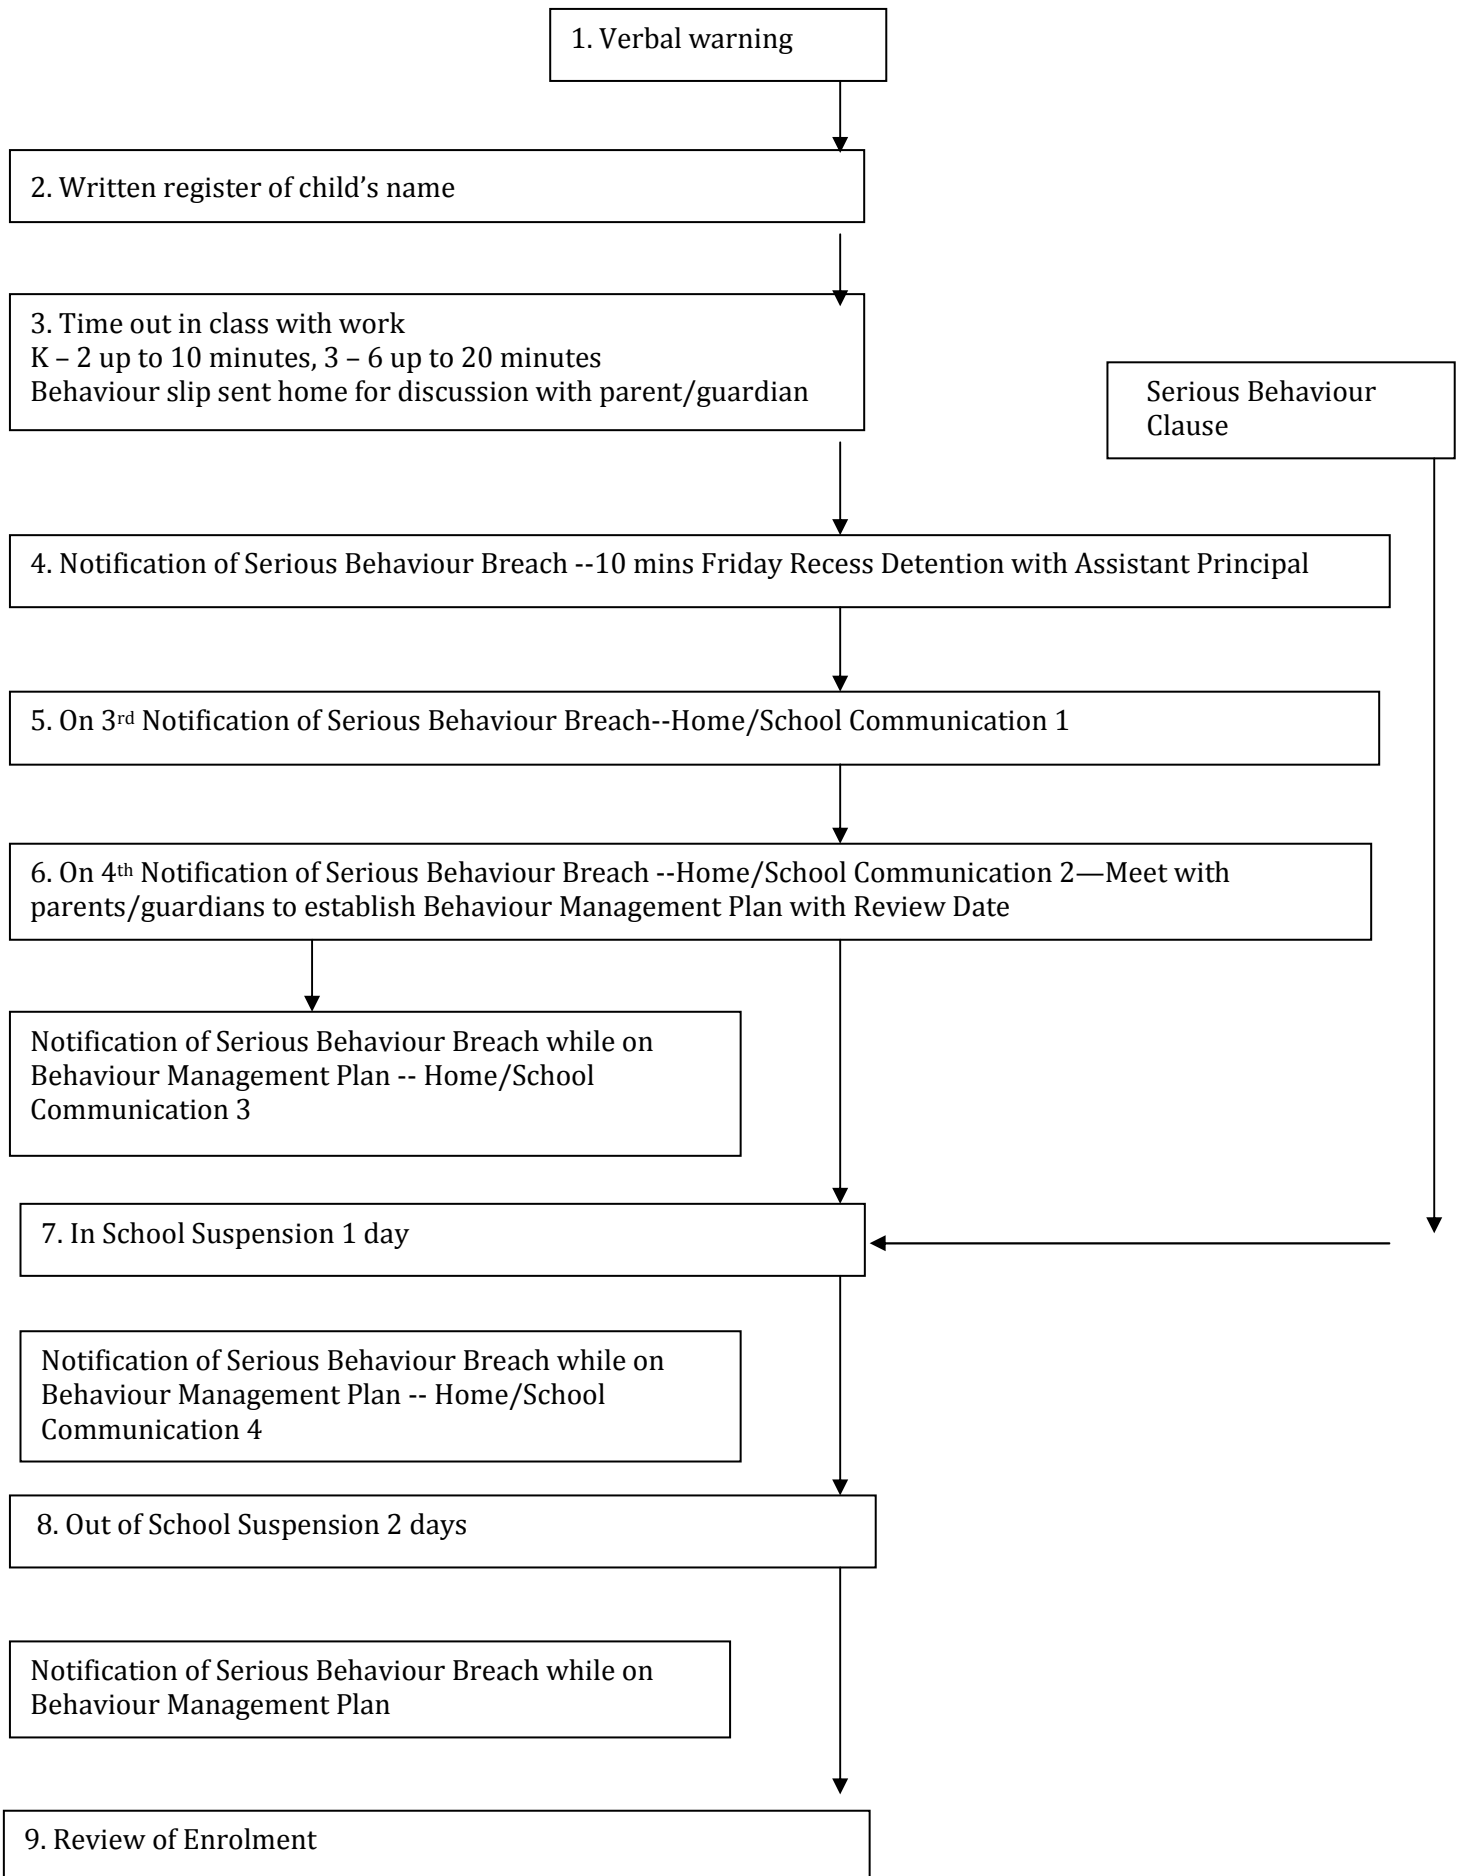 1. Verbal warning
2. Written register of child’s name
3. Time out in class with work
K – 2 up to 10 minutes, 3 – 6 up to 20 minutes
Behaviour slip sent home for discussion with parent/guardian
Serious Behaviour
Clause
4. Notification of Serious Behaviour Breach --10 mins Friday Recess Detention with Assistant Principal
5. On 3rd Notification of Serious Behaviour Breach--Home/School Communication 1
6. On 4th Notification of Serious Behaviour Breach --Home/School Communication 2—Meet with
parents/guardians to establish Behaviour Management Plan with Review Date
Notification of Serious Behaviour Breach while on
Behaviour Management Plan -- Home/School
Communication 3
7. In School Suspension 1 day
Notification of Serious Behaviour Breach while on
Behaviour Management Plan -- Home/School
Communication 4
8. Out of School Suspension 2 days
Notification of Serious Behaviour Breach while on
Behaviour Management Plan
9. Review of Enrolment